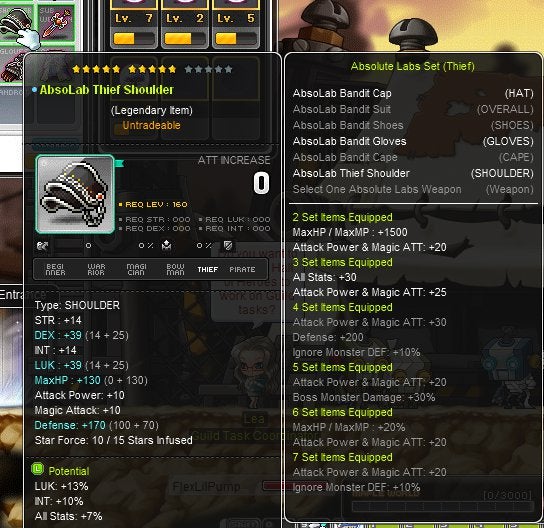 Lv. 7
Lv. 2
Lv. 5
AbsoLab Thief Shoulder
(Legendary Item)
Untradeable
ATT INCREASE
0
REQ LEV : 160
REQ STR : 000
REQ LUK : 000
REQ DEX : 000
REQ INT : 000
0
0 %
0 %
BEGINNER
WARRIOR
MAGICIAN
BOWMAN
THIEF
PIRATE
Type: SHOULDER
STR : +14
DEX : +39 (14 + 25)
INT : +14
LUK : +39 (14 + 25)
MaxHP : +130 (0 + 130)
Attack Power: +10
Magic Attack: +10
Defense: +170 (100 + 70)
Star Force: 10 / 15 Stars Infused
Potential
LUK: +13%
INT: +10%
All Stats: +7%
Absolute Labs Set (Thief)
AbsoLab Bandit Cap (HAT)
AbsoLab Bandit Suit (OVERALL)
AbsoLab Bandit Shoes (SHOES)
AbsoLab Bandit Gloves (GLOVES)
AbsoLab Bandit Cape (CAPE)
AbsoLab Thief Shoulder (SHOULDER)
Select One Absolute Labs Weapon (Weapon)
2 Set Items Equipped
MaxHP / MaxMP : +1500
Attack Power & Magic ATT: +20
3 Set Items Equipped
All Stats: +30
Attack Power & Magic ATT: +25
4 Set Items Equipped
Attack Power & Magic ATT: +30
Defense: +200
Ignore Monster DEF: +10%
5 Set Items Equipped
Attack Power & Magic ATT: +20
Boss Monster Damage: +30%
6 Set Items Equipped
MaxHP / MaxMP : +20%
Attack Power & Magic ATT: +20
7 Set Items Equipped
Attack Power & Magic ATT: +20
Ignore Monster DEF: +10%
Lea
Guild Task Coordin
FlexLilPump
[0/3000]